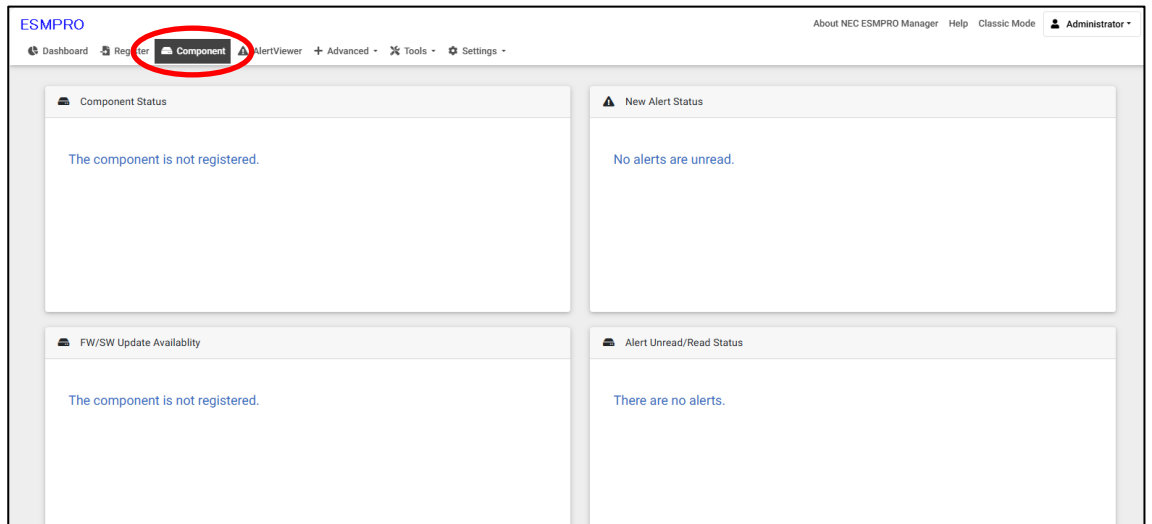 ESMPRO
About NEC ESMPRO Manager Help Classic Mode Administrator
Dashboard Register Component AlertViewer Advanced Tools Settings
Component Status
The component is not registered.
New Alert Status
No alerts are unread.
FW/SW Update Availablity
The component is not registered.
Alert Unread/Read Status
There are no alerts.